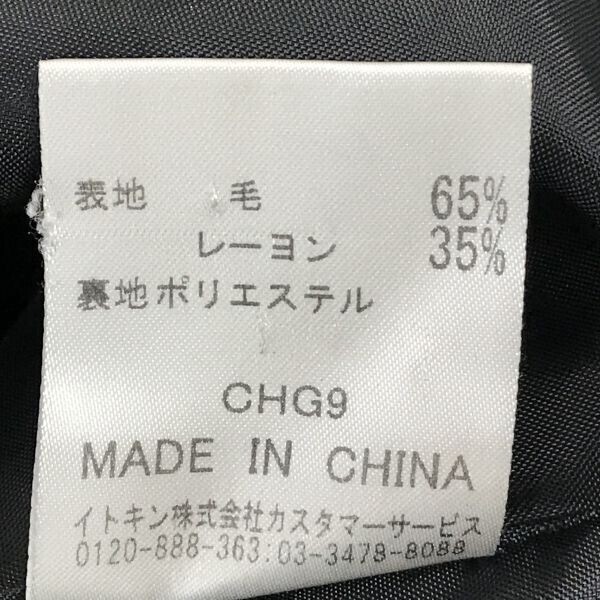 表地 毛 65%
レーヨン 35%
裏地ポリエステル
CHG9
MADE IN CHINA
イトキン株式会社カスタマーサービス
0120-888-363:03-3478-8088